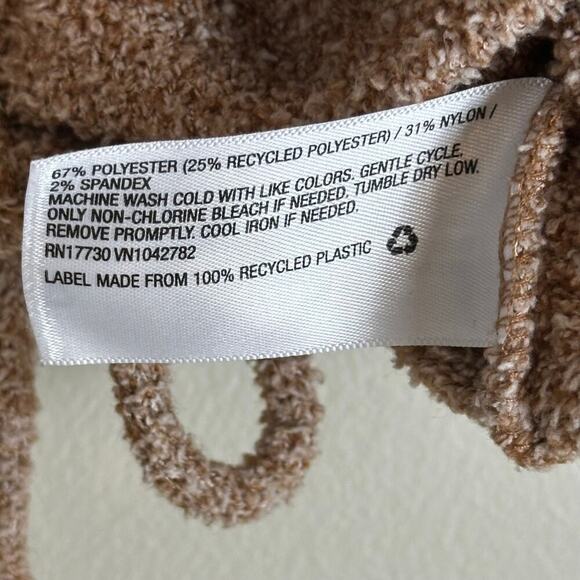 67% POLYESTER (25% RECYCLED POLYESTER) / 31% NYLON /
2% SPANDEX
MACHINE WASH COLD WITH LIKE COLORS. GENTLE CYCLE,
ONLY NON-CHLORINE BLEACH IF NEEDED. TUMBLE DRY LOW.
REMOVE PROMPTLY. COOL IRON IF NEEDED.
RN17730 VN1042782
LABEL MADE FROM 100% RECYCLED PLASTIC